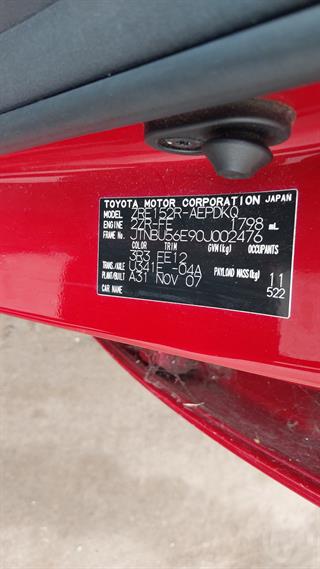 TOYOTA MOTOR CORPORATION JAPAN
MODEL ZRE152R-AEPDKQ
ENGINE 2ZR-FE 1798 mL
FRAME № JTNBU56E90J002476
COLOR TRIM GVW(kg) OCCUPANTS
3R3 FE12
TRANS./AXLE U341E -04A PAYLOAD MASS(kg)
PLANT/BUILT A31 NOV 07 11
CAR NAME 522